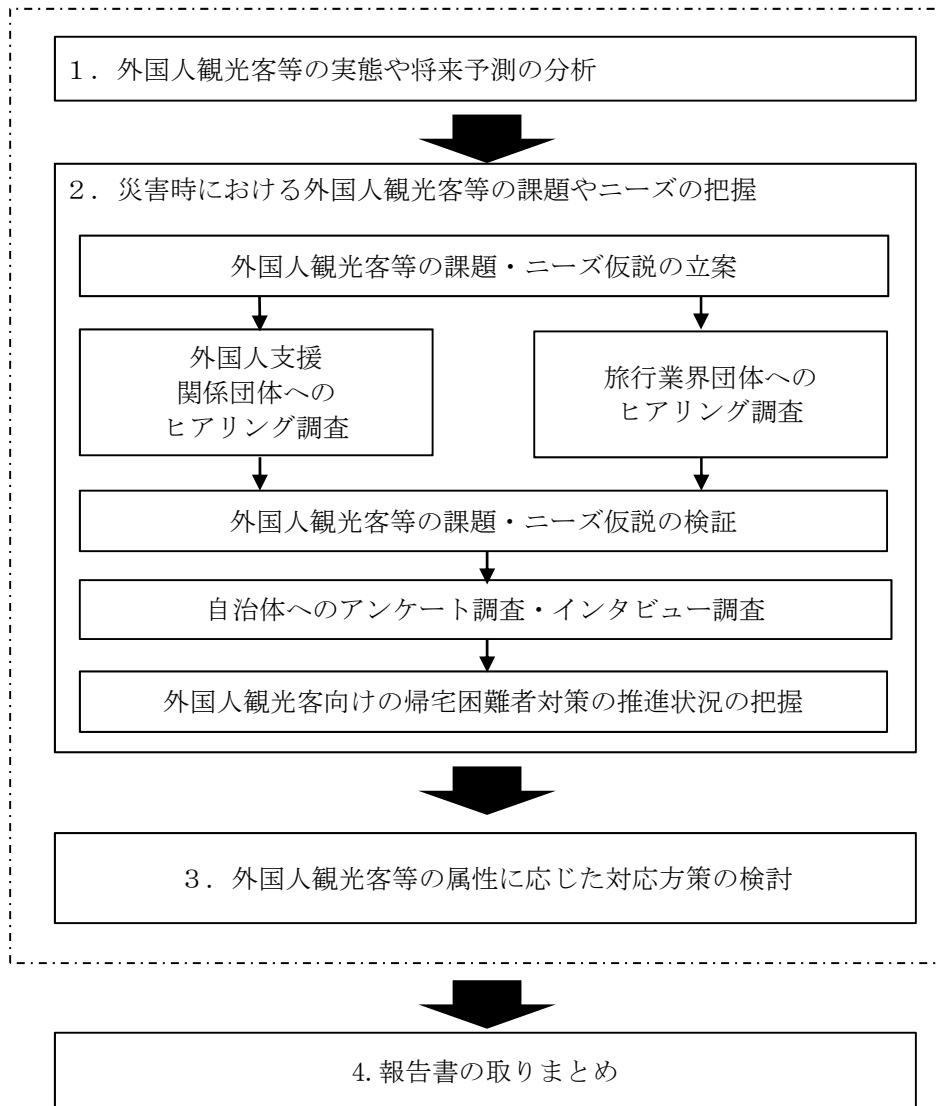 １．外国人観光客等の実態や将来予測の分析
２．災害時における外国人観光客等の課題やニーズの把握
外国人観光客等の課題・ニーズ仮説の立案
外国人支援
関係団体への
ヒアリング調査
旅行業界団体への
ヒアリング調査
外国人観光客等の課題・ニーズ仮説の検証
自治体へのアンケート調査・インタビュー調査
外国人観光客向けの帰宅困難者対策の推進状況の把握
３．外国人観光客等の属性に応じた対応方策の検討
4.報告書の取りまとめ